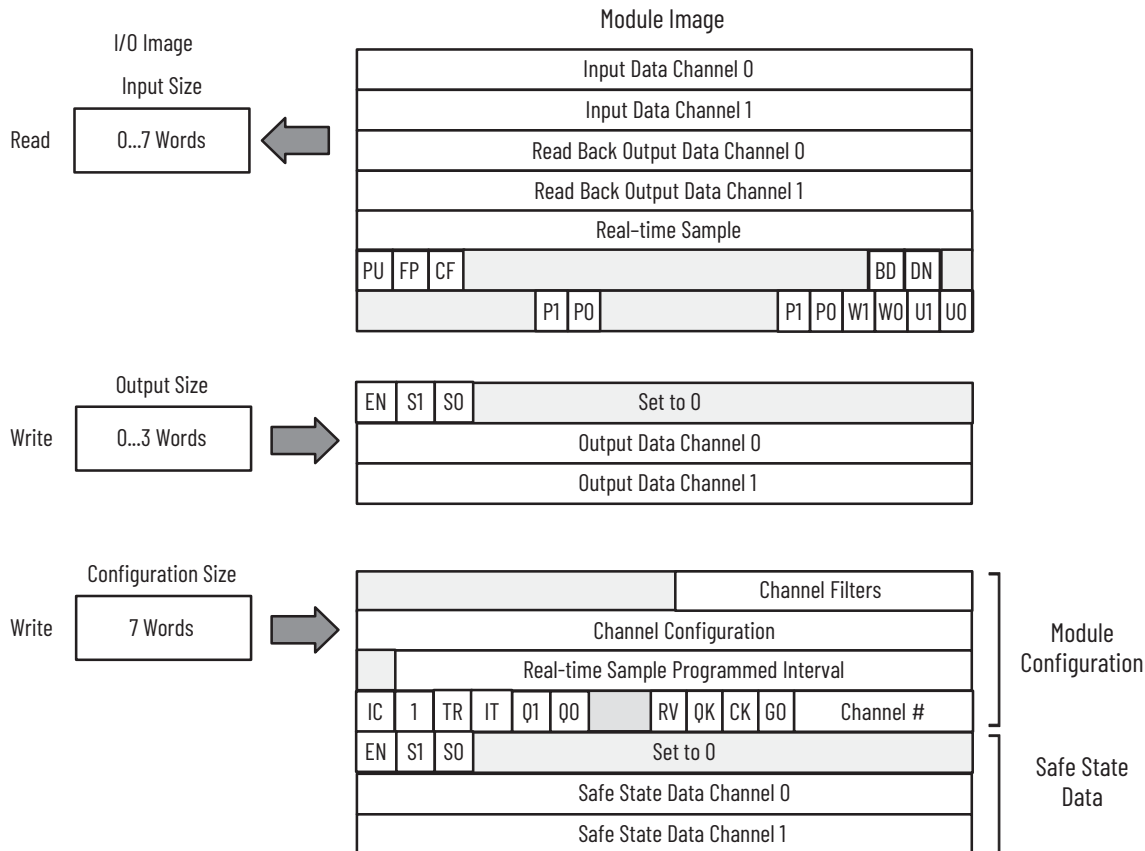 Module Image
I/O Image
Input Size
Read
0...7 Words
Input Data Channel 0
Input Data Channel 1
Read Back Output Data Channel 0
Read Back Output Data Channel 1
Real-time Sample
PU FP CF BD DN
P1 P0 P1 P0 W1 W0 U1 U0
Output Size
Write
0...3 Words
EN S1 S0 Set to 0
Output Data Channel 0
Output Data Channel 1
Configuration Size
Write
7 Words
Channel Filters
Channel Configuration
Real-time Sample Programmed Interval
IC 1 TR IT Q1 Q0 RV QK CK G0 Channel #
Module
Configuration
EN S1 S0 Set to 0
Safe State Data Channel 0
Safe State Data Channel 1
Safe State
Data